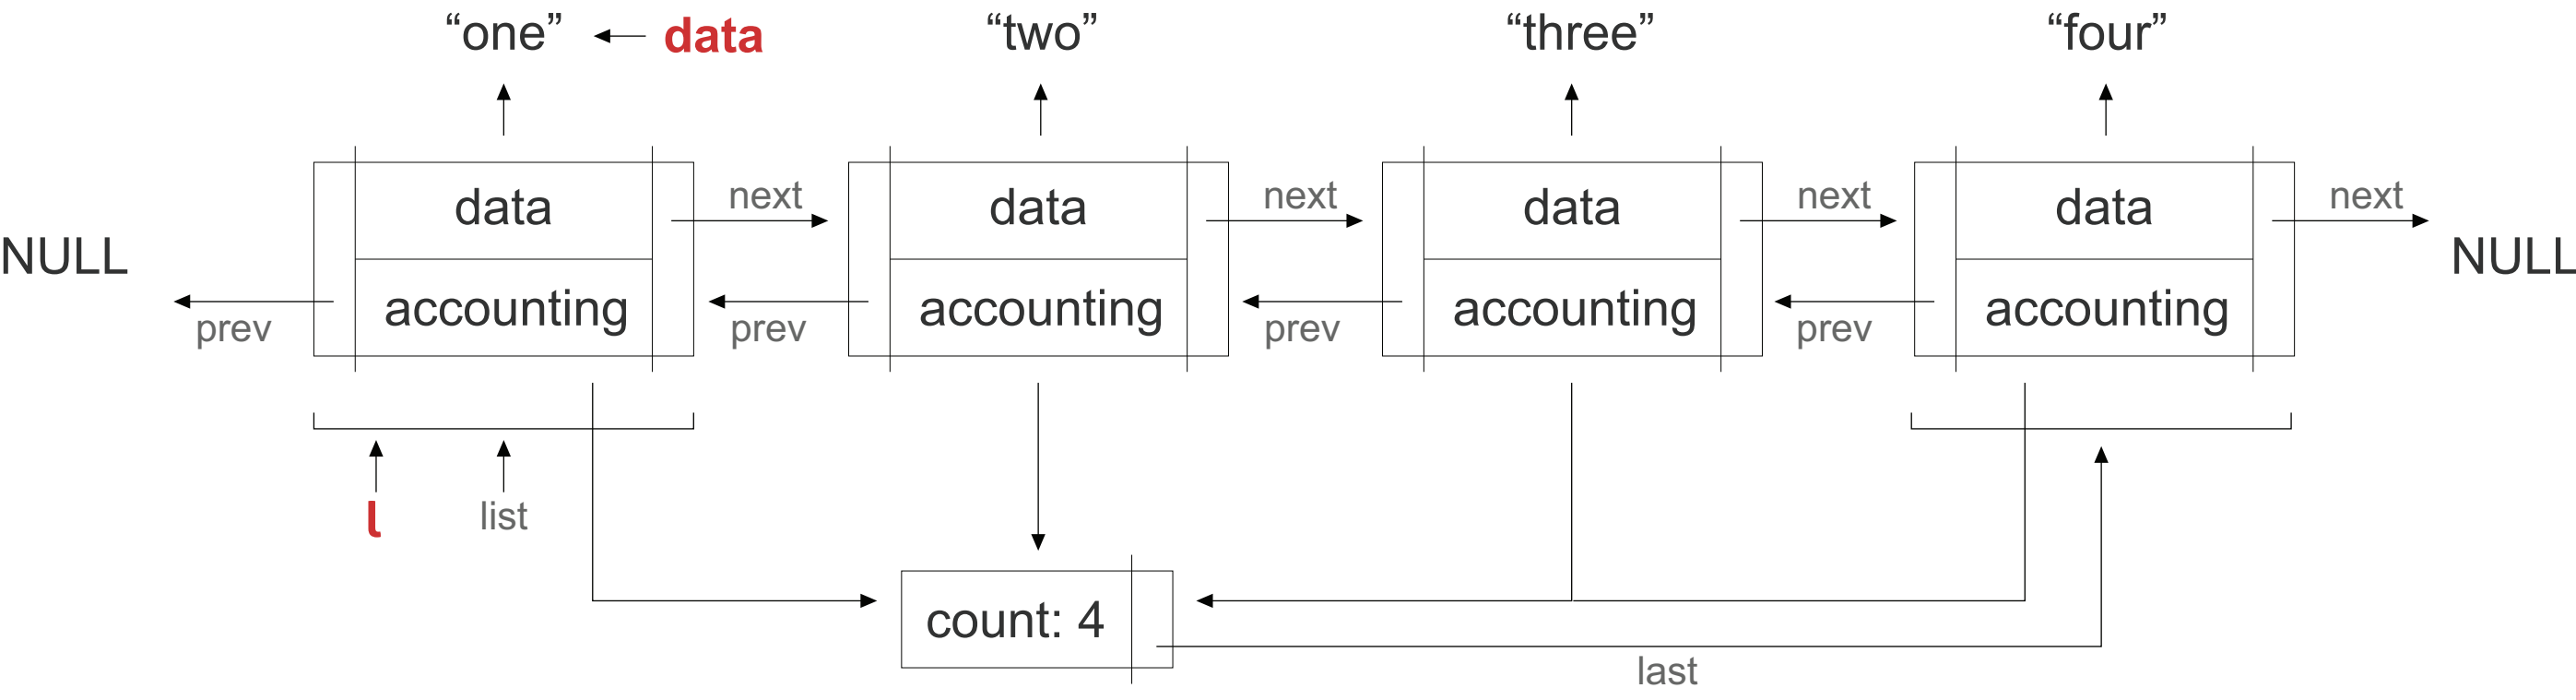 “one” data “two” “three” “four”
data next data next data next data next
NULL NULL
prev accounting prev accounting prev accounting prev accounting
l list
count: 4
last